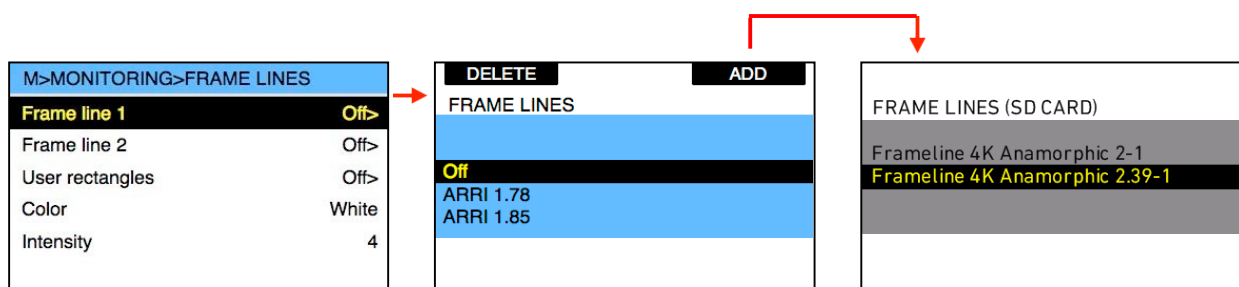 M>MONITORING>FRAME LINES
Frame line 1 Off>
Frame line 2 Off>
User rectangles Off>
Color White
Intensity 4
DELETE ADD
FRAME LINES
Off
ARRI 1.78
ARRI 1.85
FRAME LINES (SD CARD)
Frameline 4K Anamorphic 2-1
Frameline 4K Anamorphic 2.39-1